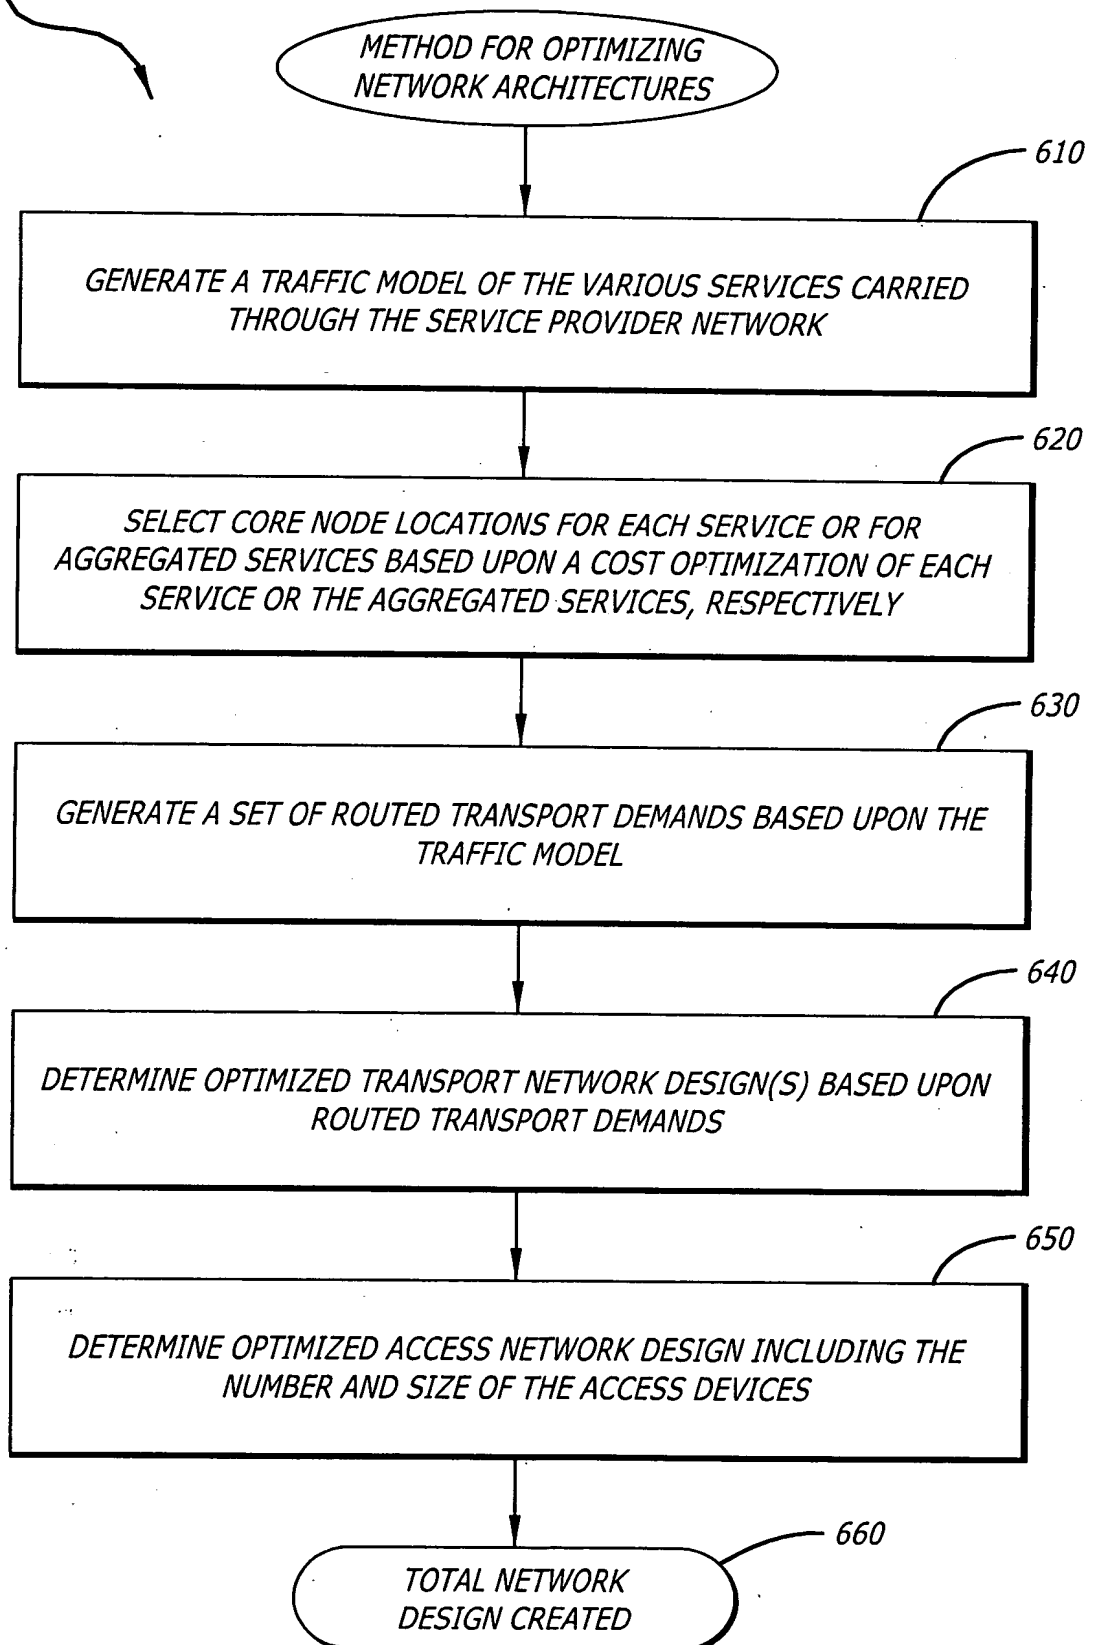 METHOD FOR OPTIMIZING
NETWORK ARCHITECTURES
610
GENERATE A TRAFFIC MODEL OF THE VARIOUS SERVICES CARRIED
THROUGH THE SERVICE PROVIDER NETWORK
620
SELECT CORE NODE LOCATIONS FOR EACH SERVICE OR FOR
AGGREGATED SERVICES BASED UPON A COST OPTIMIZATION OF EACH
SERVICE OR THE AGGREGATED SERVICES, RESPECTIVELY
630
GENERATE A SET OF ROUTED TRANSPORT DEMANDS BASED UPON THE
TRAFFIC MODEL
640
DETERMINE OPTIMIZED TRANSPORT NETWORK DESIGN(S) BASED UPON
ROUTED TRANSPORT DEMANDS
650
DETERMINE OPTIMIZED ACCESS NETWORK DESIGN INCLUDING THE
NUMBER AND SIZE OF THE ACCESS DEVICES
660
TOTAL NETWORK
DESIGN CREATED